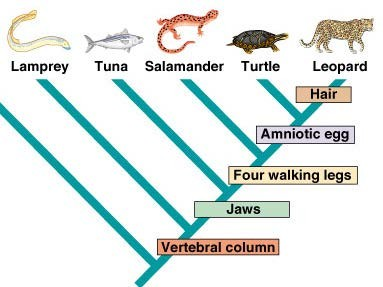 Lamprey Tuna Salamander Turtle Leopard
Hair
Amniotic egg
Four walking legs
Jaws
Vertebral column